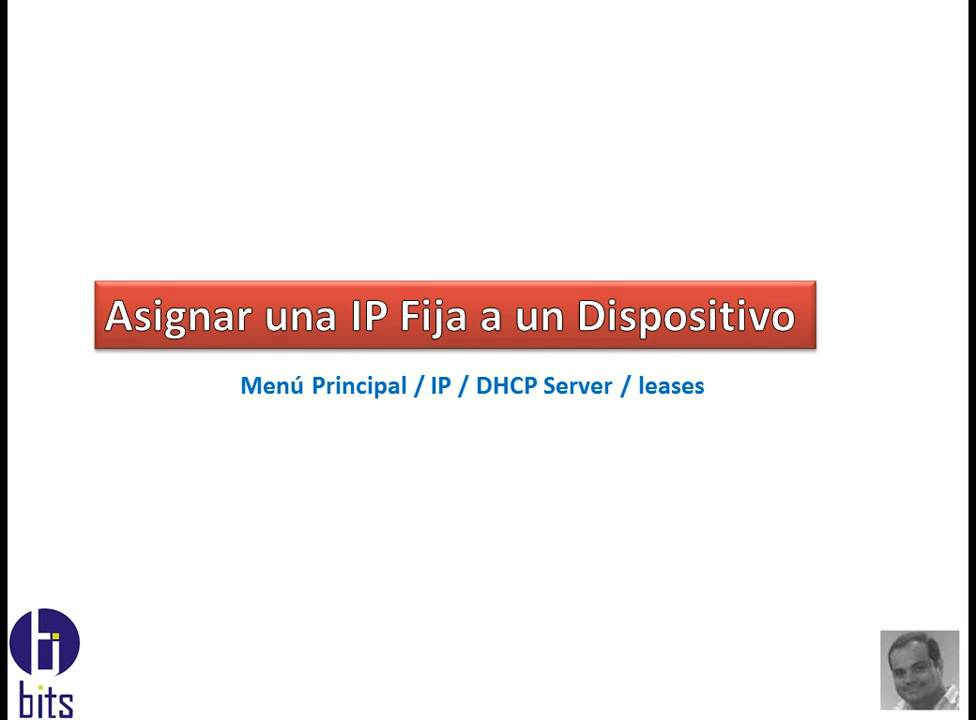 Asignar una IP Fija a un Dispositivo
Menú Principal / IP / DHCP Server / leases
bits